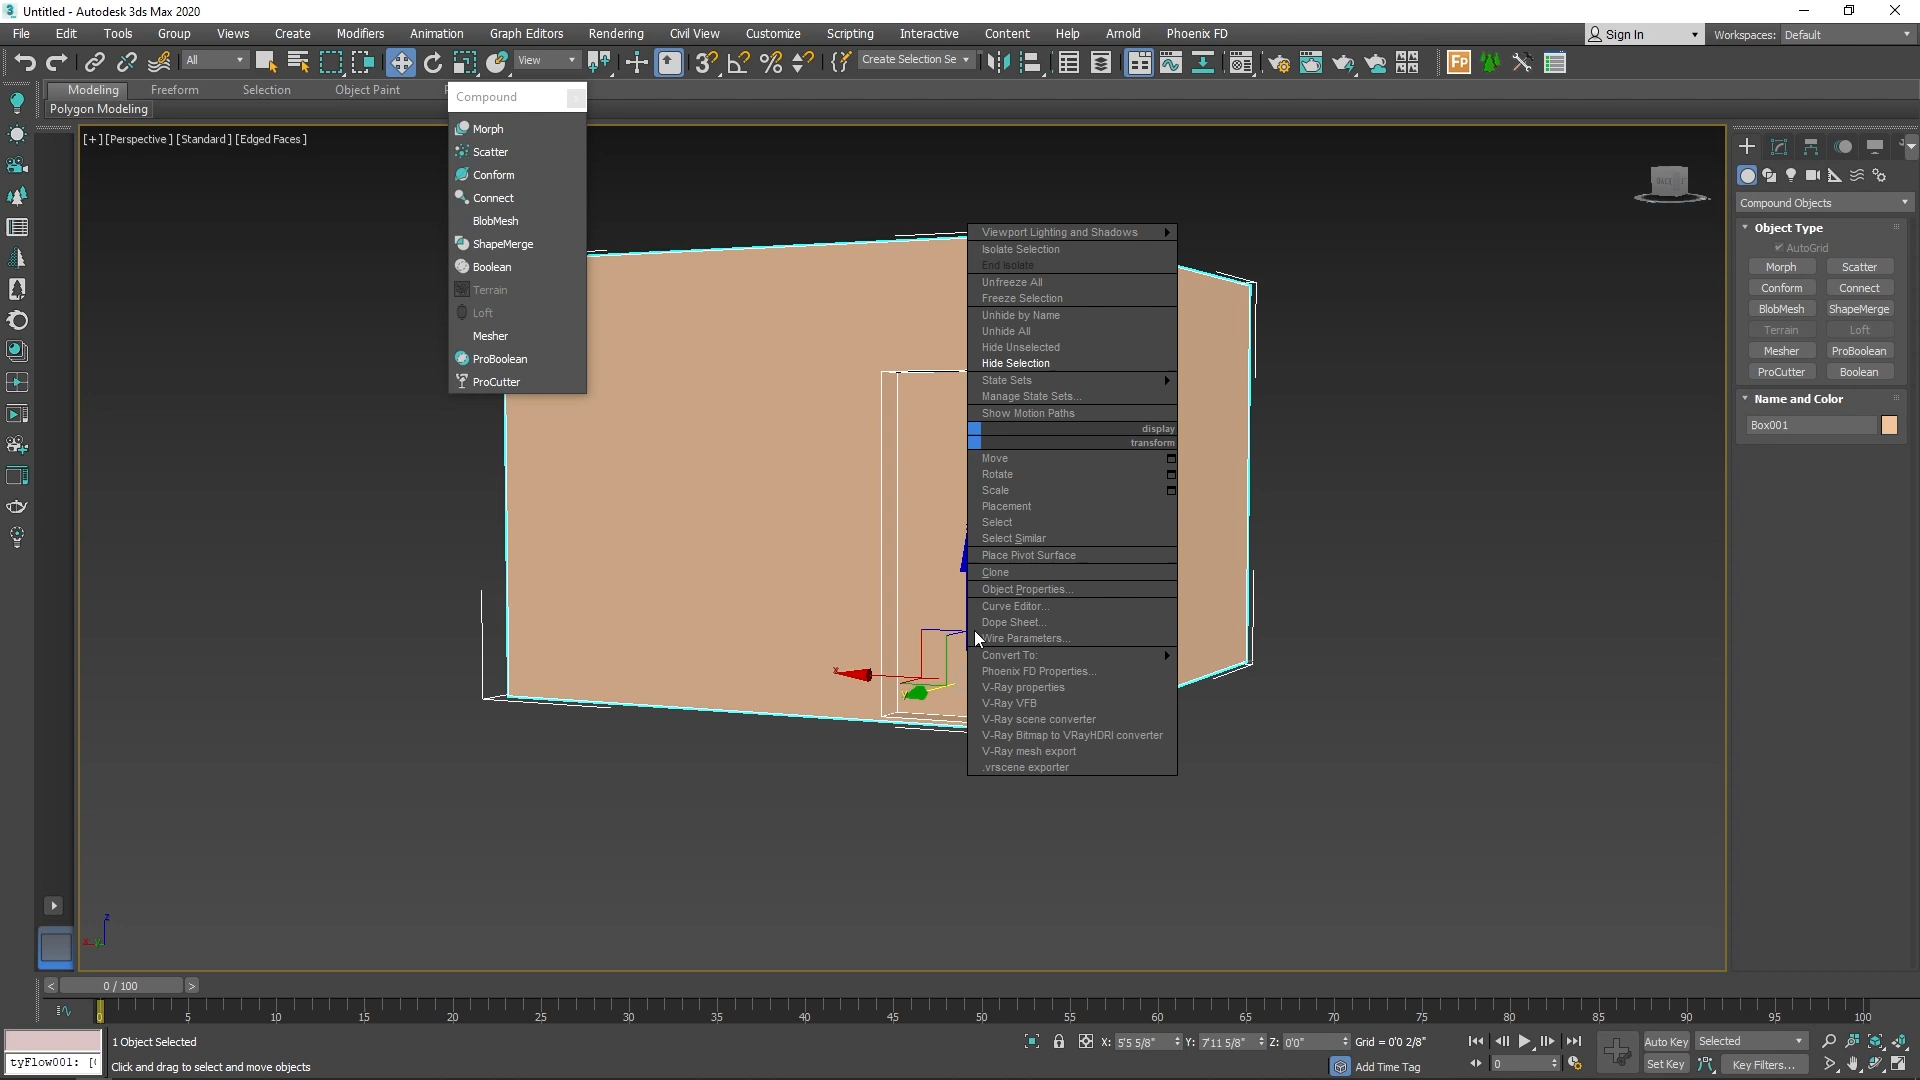 Untitled - Autodesk 3ds Max 2020
File Edit Tools Group Views Create Modifiers Animation Graph Editors Rendering Civil View Customize Scripting Interactive Content Help Arnold Phoenix FD
Sign In Workspaces: Default
All View Create Selection Se
Modeling Freeform Selection Object Paint
Polygon Modeling
Compound
Morph
Scatter
Conform
Connect
BlobMesh
ShapeMerge
Boolean
Terrain
Loft
Mesher
ProBoolean
ProCutter
[+] [Perspective] [Standard] [Edged Faces]
Viewport Lighting and Shadows
Isolate Selection
End Isolate
Unfreeze All
Freeze Selection
Unhide by Name
Unhide All
Hide Unselected
Hide Selection
State Sets
Manage State Sets...
Show Motion Paths
display
transform
Move
Rotate
Scale
Placement
Select
Select Similar
Place Pivot Surface
Clone
Object Properties...
Curve Editor...
Dope Sheet...
Wire Parameters...
Convert To:
Phoenix FD Properties...
V-Ray properties
V-Ray VFB
V-Ray scene converter
V-Ray Bitmap to VRayHDRI converter
V-Ray mesh export
.vrscene exporter
x
y
z
x y
Compound Objects
Object Type
AutoGrid
Morph Scatter
Conform Connect
BlobMesh ShapeMerge
Terrain Loft
Mesher ProBoolean
ProCutter Boolean
Name and Color
Box001
< 0 / 100 >
0 5 10 15 20 25 30 35 40 45 50 55 60 65 70 75 80 85 90 95 100
1 Object Selected
X: 5'5 5/8" Y: 7'11 5/8" Z: 0'0" Grid = 0'0 2/8"
Auto Key Selected
tyFlow001: [
Click and drag to select and move objects
Add Time Tag
0
Set Key Key Filters...